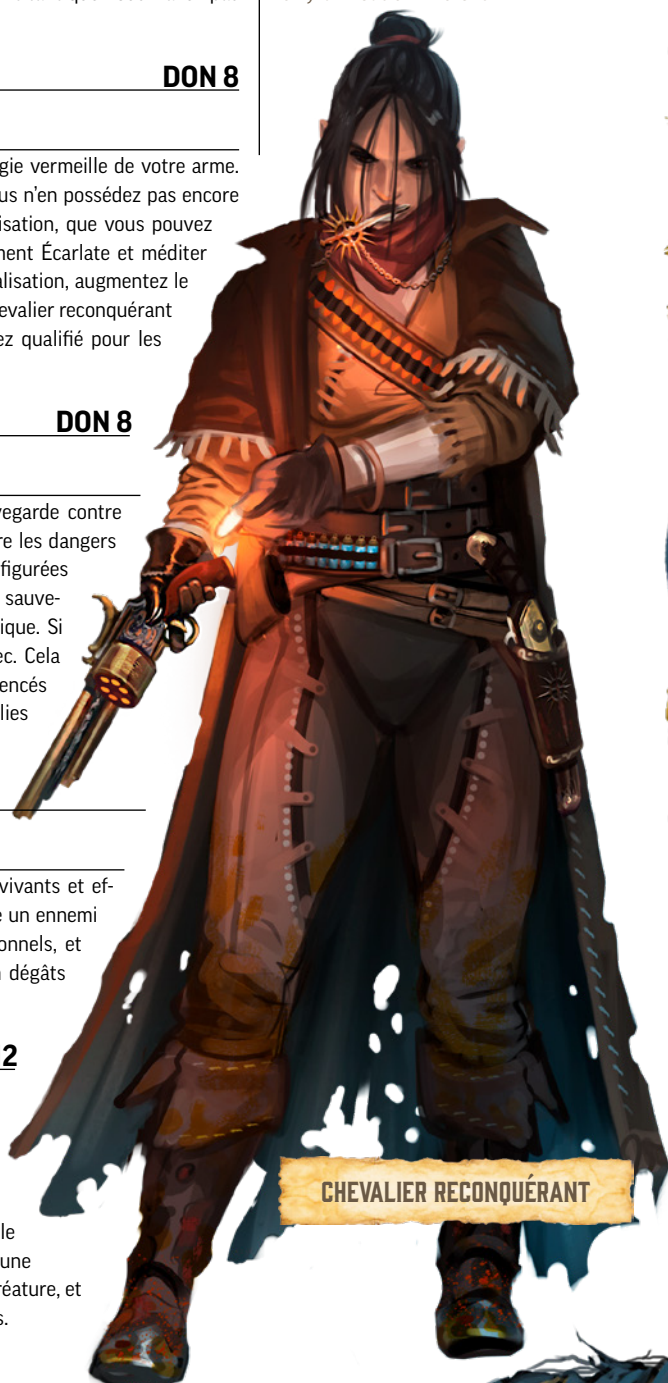 DON 8
gie vermeille de votre arme.
us n'en possédez pas encore
isation, que vous pouvez
ment Écarlate et méditer
alisation, augmentez le
hevalier reconquérant
ez qualifié pour les
DON 8
vegarde contre
re les dangers
figurées
sauve-
ique. Si
ec. Cela
encés
lies
vivants et ef-
e un ennemi
onnels, et
n dégâts
2
le
une
réature, et
s.
CHEVALIER RECONQUÉRANT